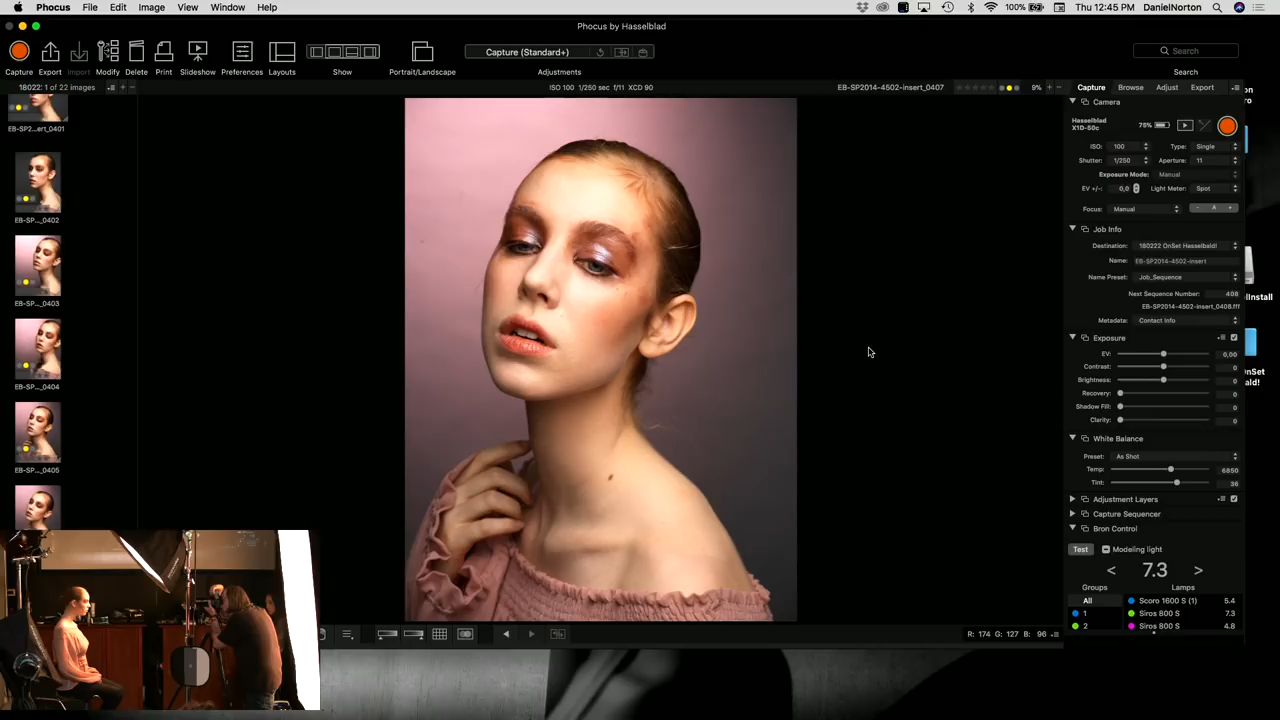 Phocus File Edit Image View Window Help 100% Thu 12:45 PM DanielNorton
Phocus by Hasselblad
Capture (Standard+) Search
Capture Export Import Modify Delete Print Slideshow Preferences Layouts Show Portrait/Landscape Adjustments Search
18022: 1 of 22 images ISO 100 1/250 sec f/11 XCD 90 EB-SP2014-4502-insert_0407 9% Capture Browse Adjust Export
Camera
Hasselblad
X1D-50c
75%
ISO: 100 Type: Single
Shutter: 1/250 Aperture: 11
Exposure Mode: Manual
EV +/-: 0,0 Light Meter: Spot
Focus: Manual - A +
Job Info
Destination: 180222 OnSet Hasselbald!
Name: EB-SP2014-4502-insert
Name Preset: Job_Sequence
Next Sequence Number: 408
EB-SP2014-4502-insert_0408.fff
Metadata: Contact Info
Exposure
EV: 0,00
Contrast: 0
Brightness: 0
Recovery: 0
Shadow Fill: 0
Clarity: 0
White Balance
Preset: As Shot
Temp: 6850
Tint: 36
Adjustment Layers
Capture Sequencer
Bron Control
Test Modeling light
< 7.3 >
Groups Lamps
All Scoro 1600 S (1) 5.4
1 Siros 800 S 7.3
2 Siros 800 S 4.8
EB-SP2...ert_0401
EB-SP..._0402
EB-SP..._0403
EB-SP..._0404
EB-SP..._0405
R: 174 G: 127 B: 96